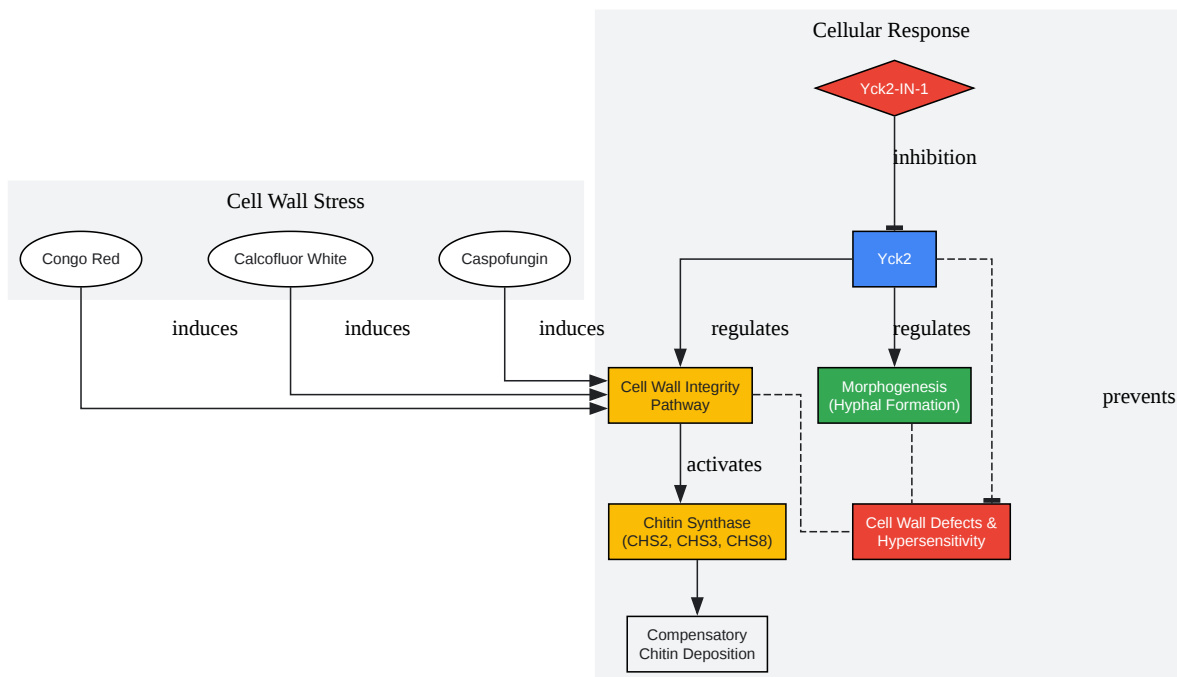 Cellular Response
Yck2-IN-1
inhibition
Cell Wall Stress
Congo Red
Calcofluor White
Caspofungin
Yck2
induces
induces
induces
regulates
regulates
Cell Wall Integrity
Pathway
Morphogenesis
(Hyphal Formation)
prevents
activates
Chitin Synthase
(CHS2, CHS3, CHS8)
Cell Wall Defects &
Hypersensitivity
Compensatory
Chitin Deposition